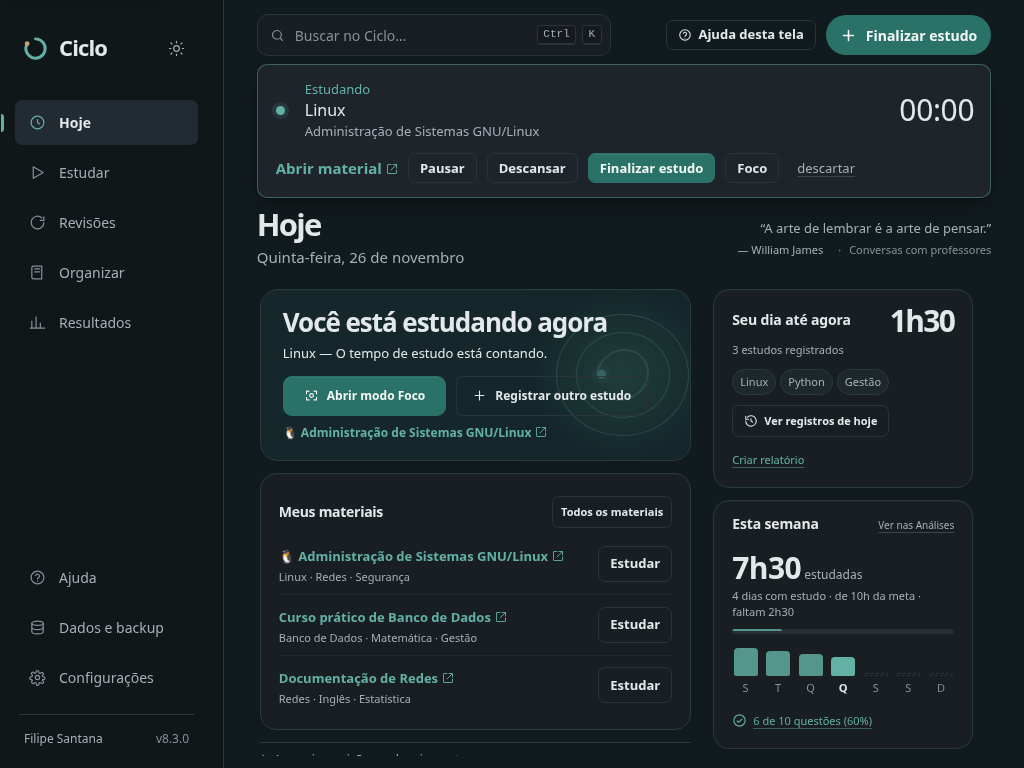 Ciclo
Hoje
Estudar
Revisões
Organizar
Resultados
Ajuda
Dados e backup
Configurações
Filipe Santana v8.3.0
Buscar no Ciclo... Ctrl K
Ajuda desta tela
Finalizar estudo
Estudando
Linux
Administração de Sistemas GNU/Linux
00:00
Abrir material Pausar Descansar Finalizar estudo Foco descartar
Hoje
Quinta-feira, 26 de novembro
“A arte de lembrar é a arte de pensar.”
— William James · Conversas com professores
Você está estudando agora
Linux — O tempo de estudo está contando.
Abrir modo Foco Registrar outro estudo
🐧 Administração de Sistemas GNU/Linux
Meus materiais Todos os materiais
🐧 Administração de Sistemas GNU/Linux
Linux · Redes · Segurança
Estudar
Curso prático de Banco de Dados
Banco de Dados · Matemática · Gestão
Estudar
Documentação de Redes
Redes · Inglês · Estatística
Estudar
Seu dia até agora 1h30
3 estudos registrados
Linux Python Gestão
Ver registros de hoje
Criar relatório
Esta semana Ver nas Análises
7h30 estudadas
4 dias com estudo · de 10h da meta ·
faltam 2h30
S T Q Q S S D
6 de 10 questões (60%)